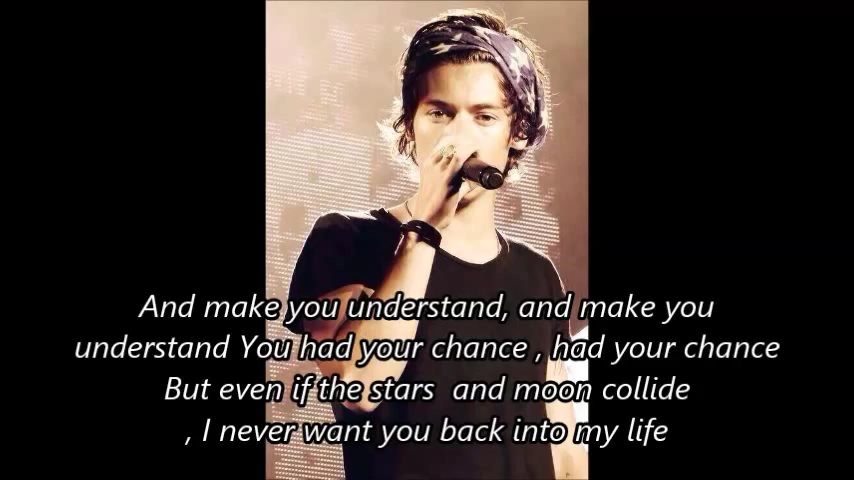 And make you understand, and make you
understand You had your chance , had your chance
But even if the stars  and moon collide
, I never want you back into my life